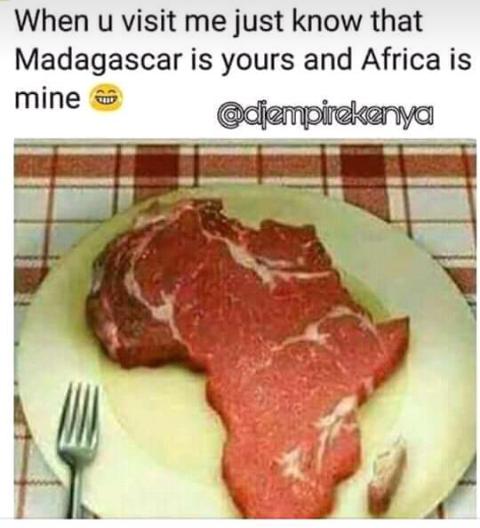 When u visit me just know that
Madagascar is yours and Africa is
mine 😁
@djempirekenya